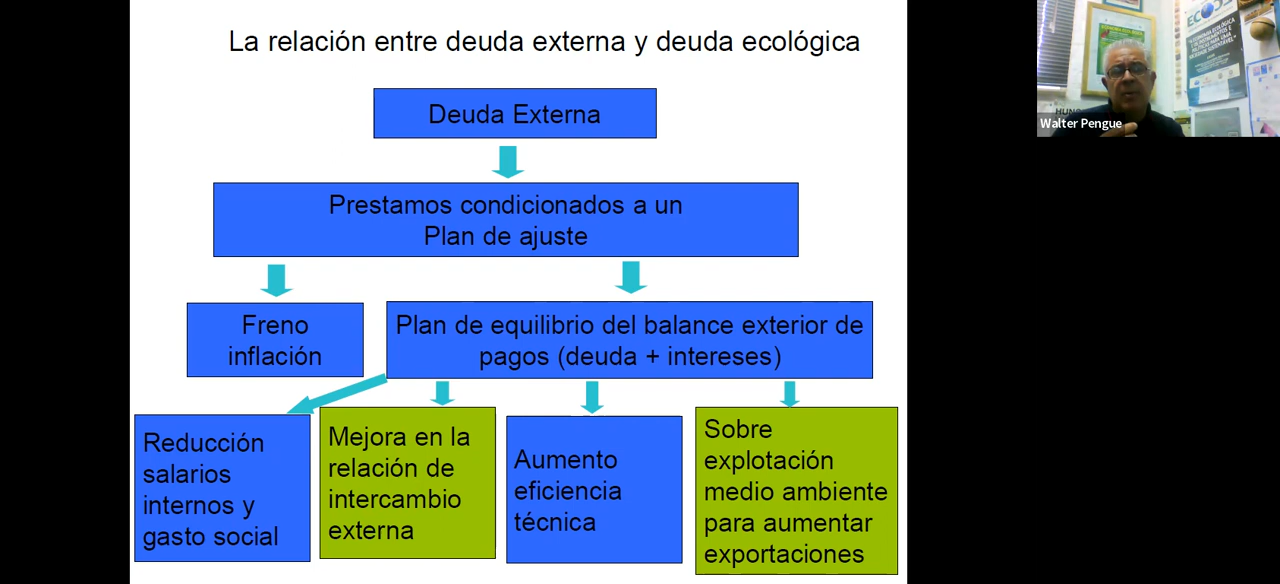 La relación entre deuda externa y deuda ecológica
Deuda Externa
Prestamos condicionados a un
Plan de ajuste
Freno
inflación
Plan de equilibrio del balance exterior de
pagos (deuda + intereses)
Reducción
salarios
internos y
gasto social
Mejora en la
relación de
intercambio
externa
Aumento
eficiencia
técnica
Sobre
explotación
medio ambiente
para aumentar
exportaciones
Walter Pengue